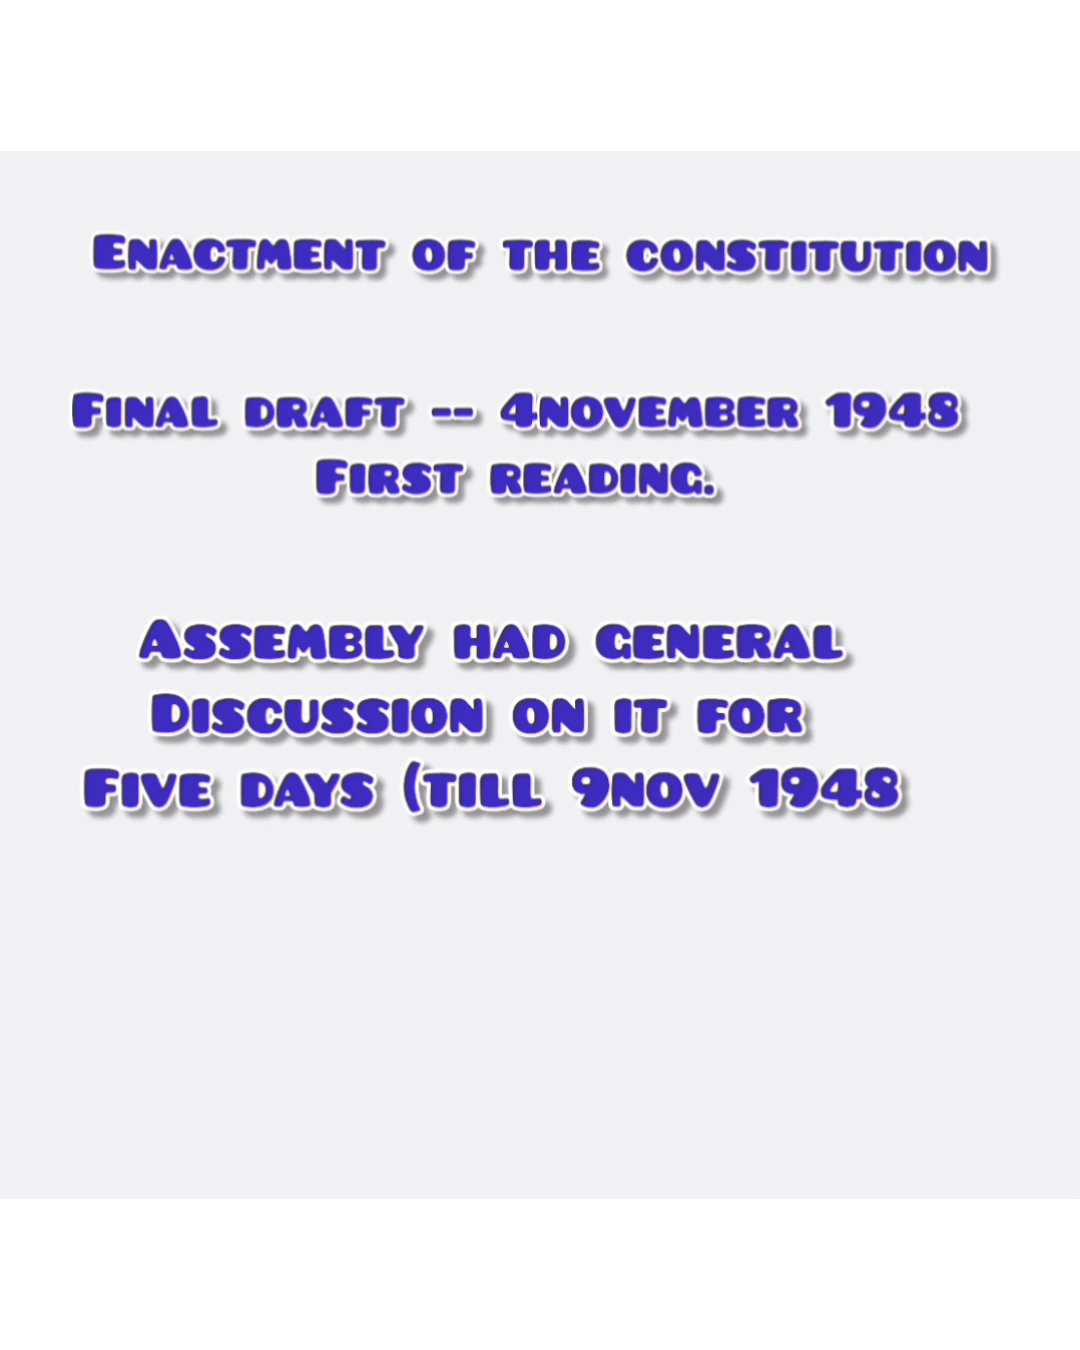 Enactment of the constitution
Final draft -- 4november 1948
First reading.
Assembly had general
Discussion on it for
Five days (till 9nov 1948